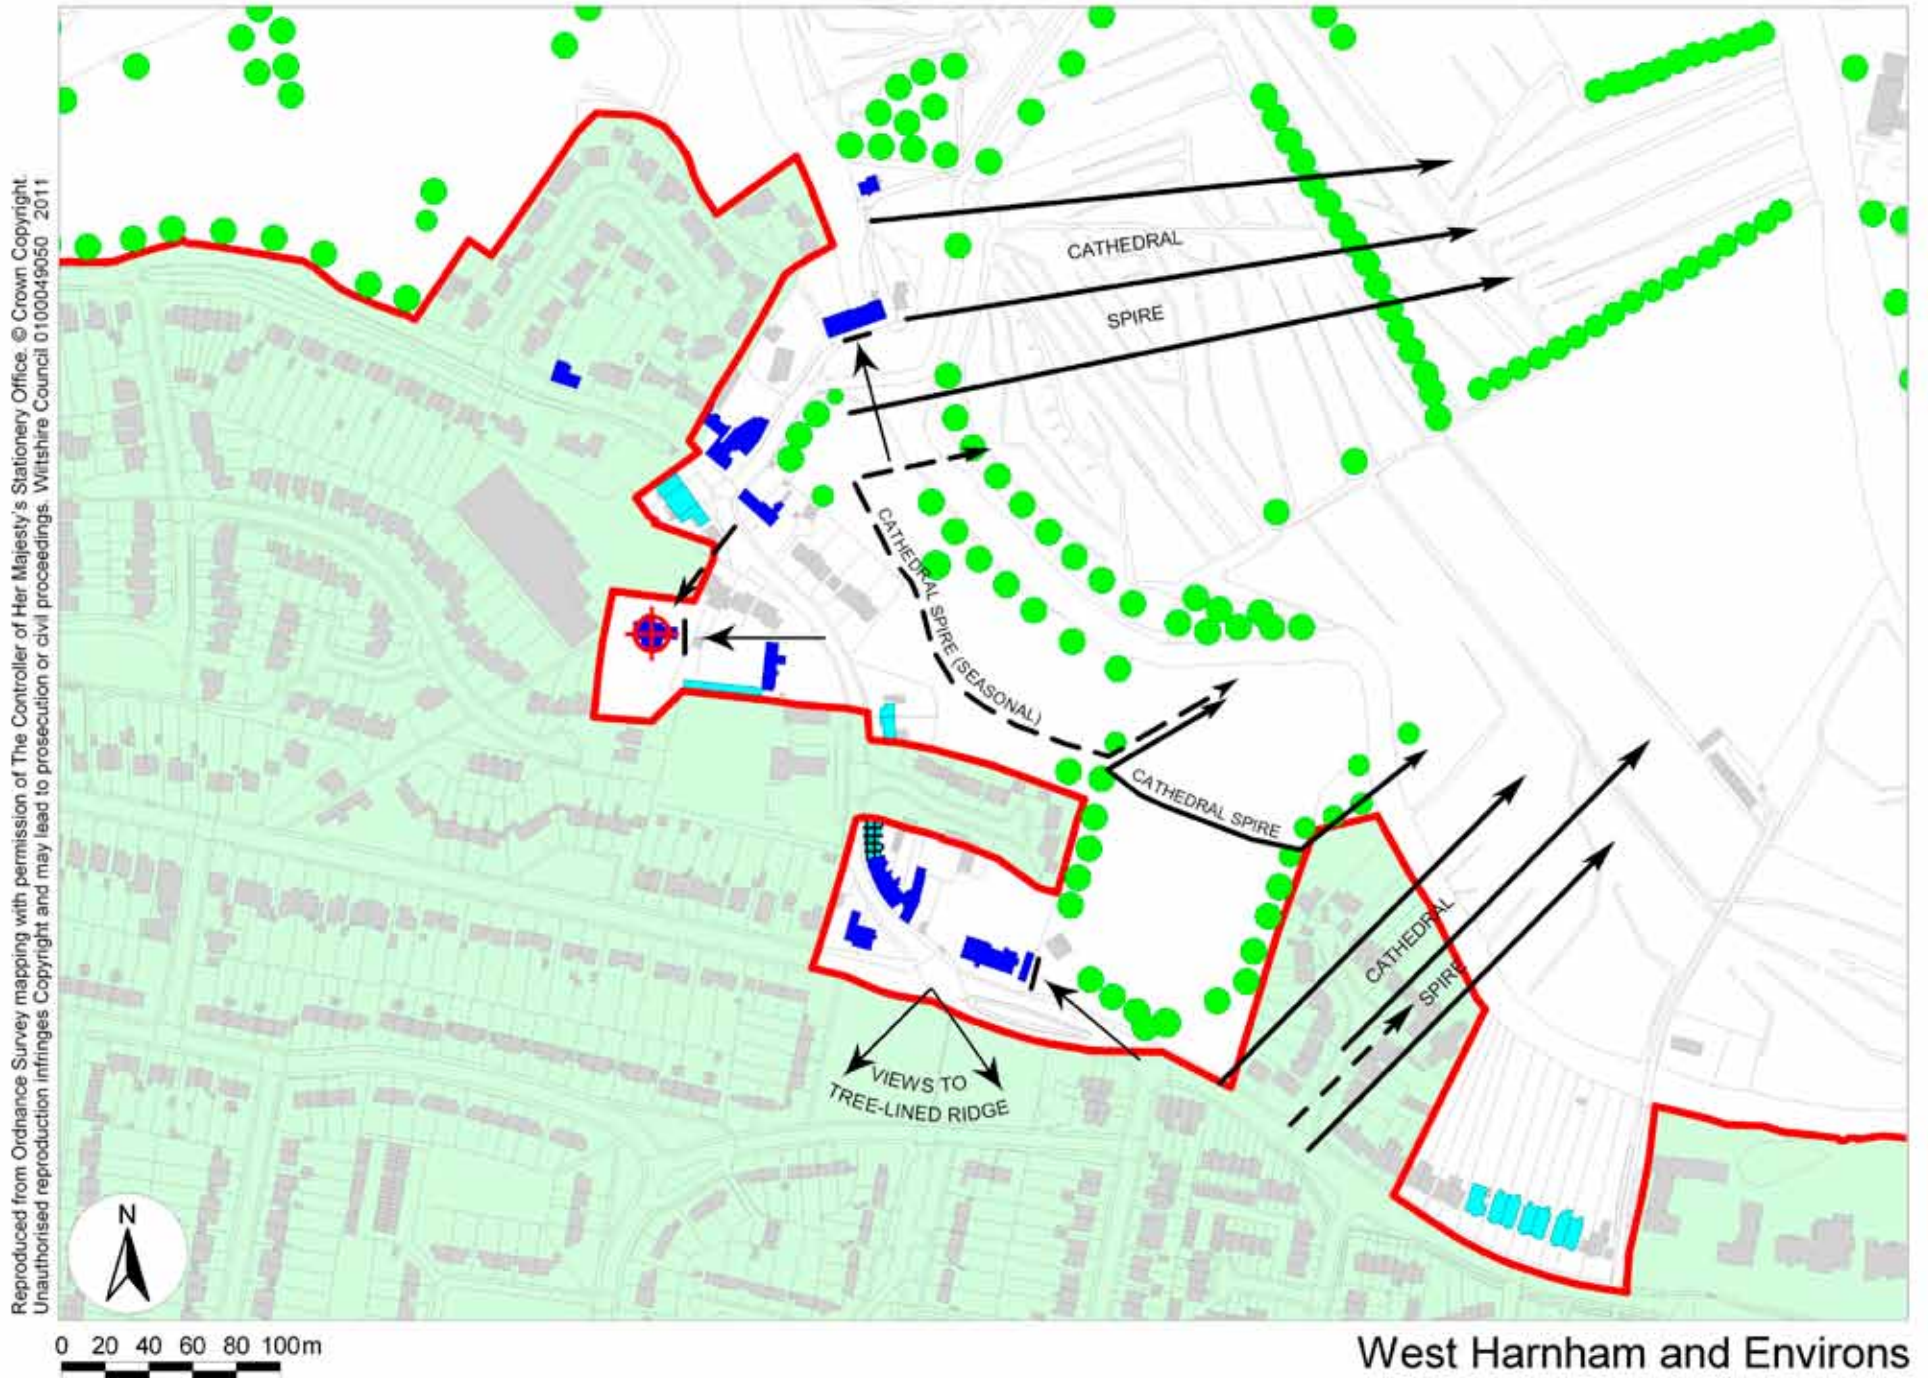 Reproduced from Ordnance Survey mapping with permission of The Controller of Her Majesty's Stationery Office. © Crown Copyright.
Unauthorised reproduction infringes Copyright and may lead to prosecution or civil proceedings. Wiltshire Council 0100049050 2011
CATHEDRAL
SPIRE
CATHEDRAL SPIRE (SEASONAL)
CATHEDRAL SPIRE
CATHEDRAL
SPIRE
VIEWS TO
TREE-LINED RIDGE
N
0 20 40 60 80 100m
West Harnham and Environs